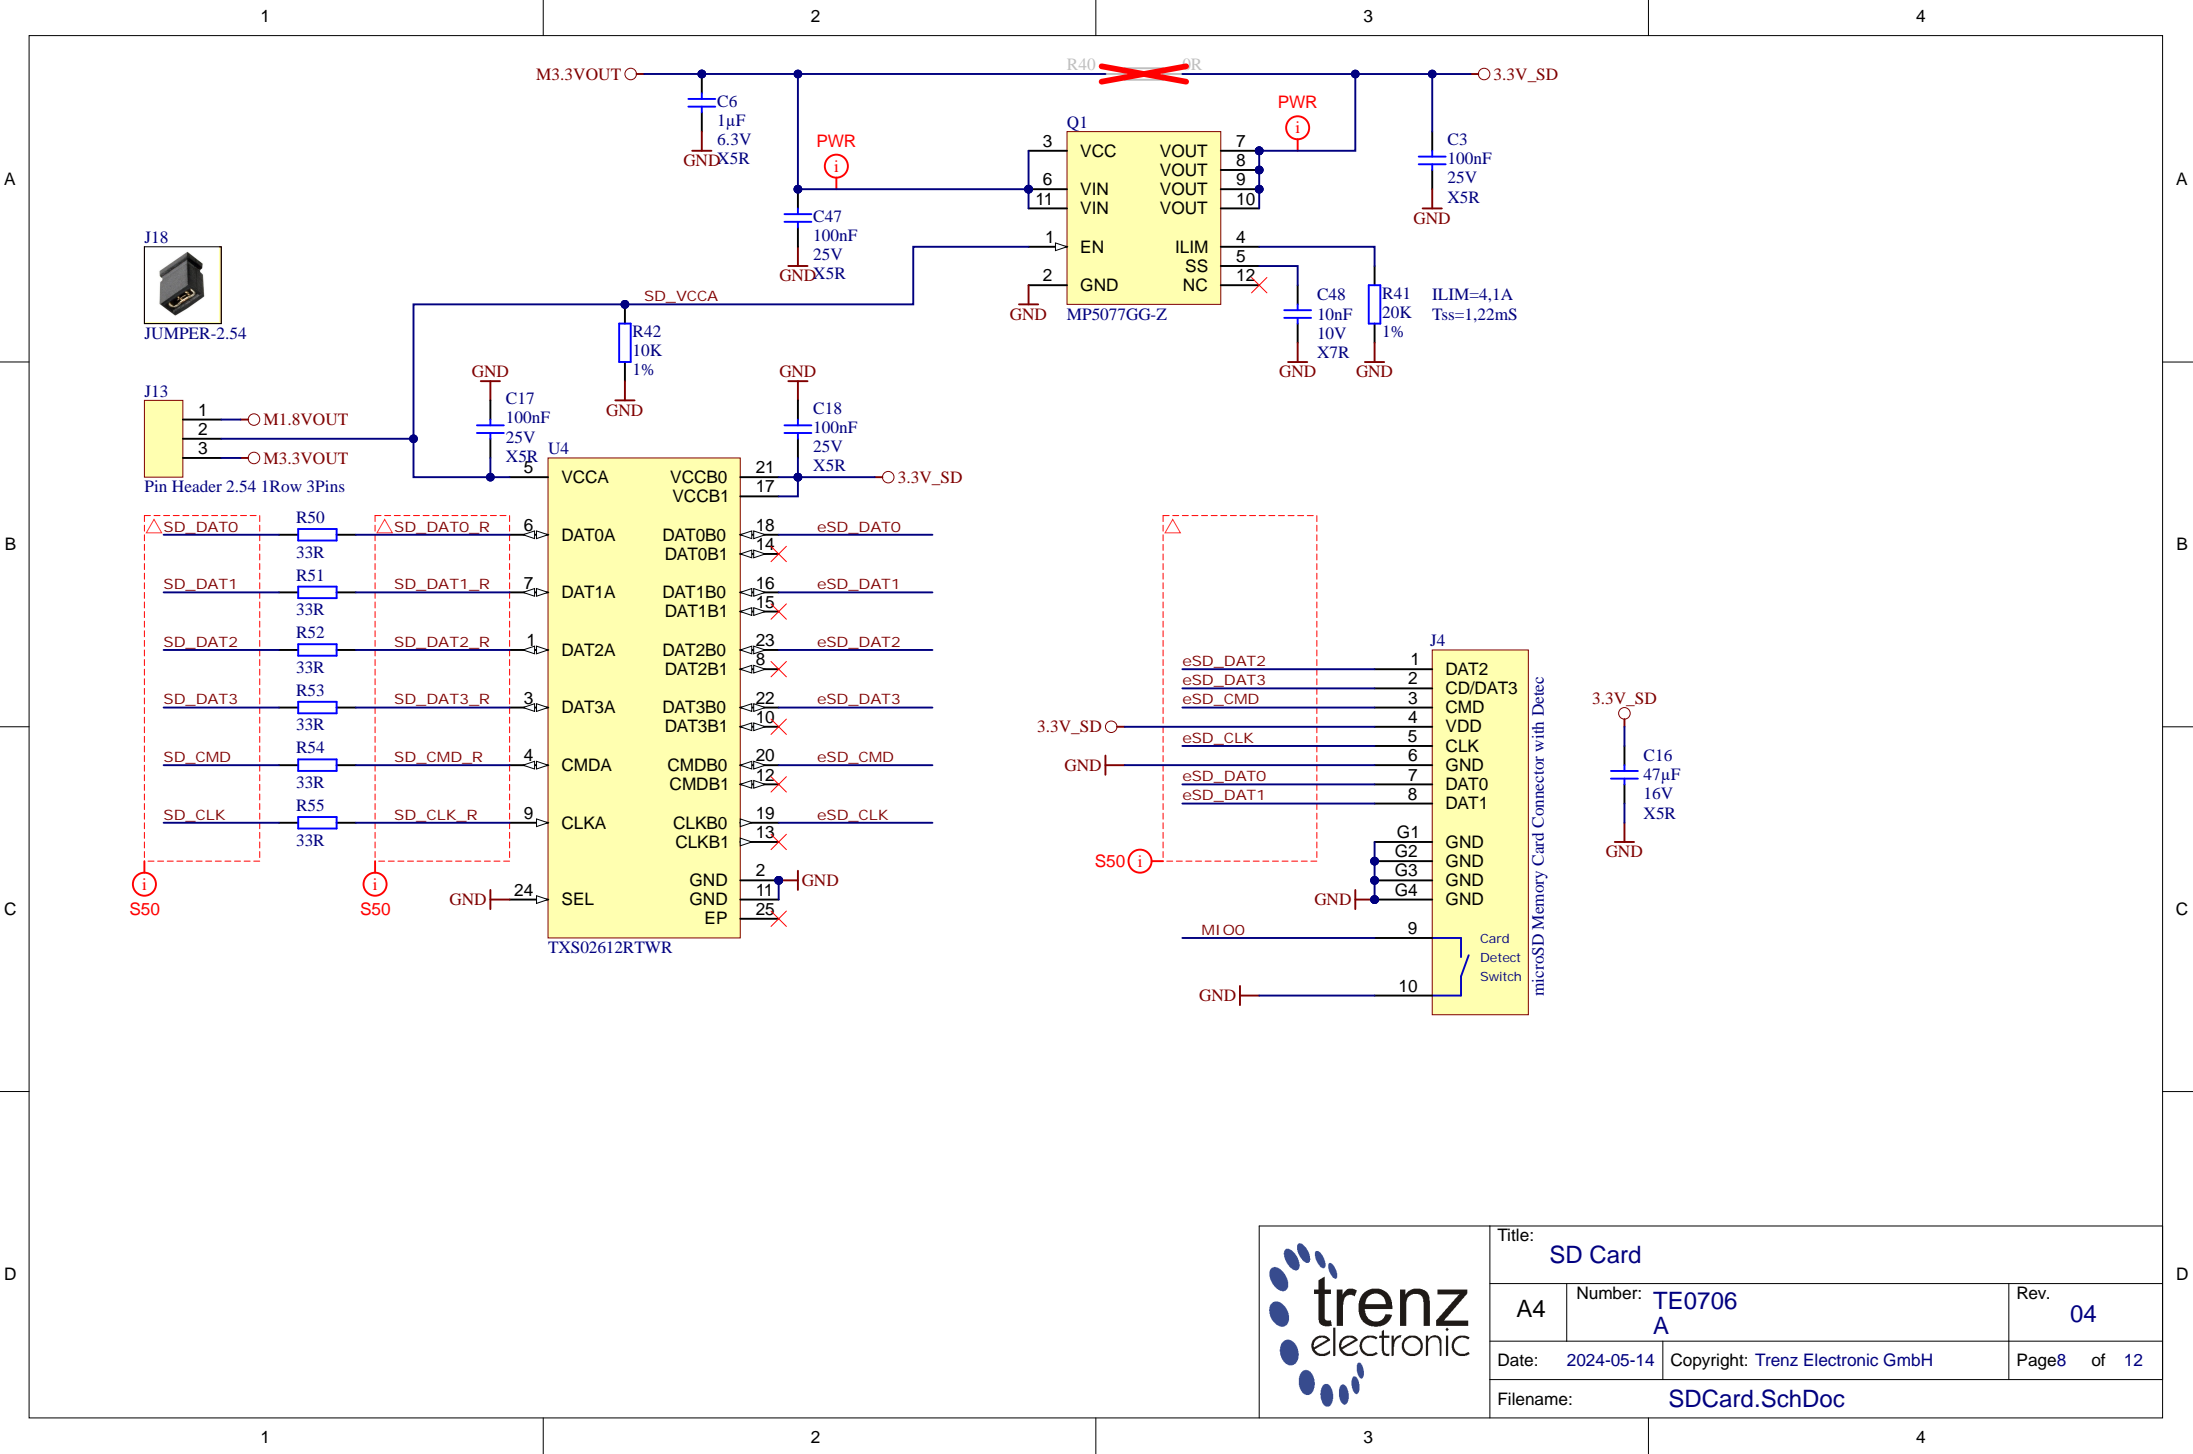 1 2 3 4
A
B
C
D
A
B
C
D
M3.3VOUT
R40 0R
3.3V_SD
C6
1µF
6.3V
X5R
GND
PWR
i
C47
100nF
25V
X5R
GND
Q1
3 VCC
6 VIN
11 VIN
1 EN
2 GND
GND
VOUT 7
VOUT 8
VOUT 9
VOUT 10
ILIM 4
SS 5
NC 12
MP5077GG-Z
PWR
i
C3
100nF
25V
X5R
GND
C48
10nF
10V
X7R
GND
R41
20K
1%
GND
ILIM=4,1A
Tss=1,22mS
J18
JUMPER-2.54
SD_VCCA
R42
10K
1%
GND
J13
1 M1.8VOUT
2
3 M3.3VOUT
Pin Header 2.54 1Row 3Pins
GND
C17
100nF
25V
X5R
GND
C18
100nF
25V
X5R
3.3V_SD
U4
5 VCCA VCCB0 21
VCCB1 17
SD_DAT0 R50 33R SD_DAT0_R 6 DAT0A DAT0B0 18 eSD_DAT0
DAT0B1 14
SD_DAT1 R51 33R SD_DAT1_R 7 DAT1A DAT1B0 16 eSD_DAT1
DAT1B1 15
SD_DAT2 R52 33R SD_DAT2_R 1 DAT2A DAT2B0 23 eSD_DAT2
DAT2B1 8
SD_DAT3 R53 33R SD_DAT3_R 3 DAT3A DAT3B0 22 eSD_DAT3
DAT3B1 10
SD_CMD R54 33R SD_CMD_R 4 CMDA CMDB0 20 eSD_CMD
CMDB1 12
SD_CLK R55 33R SD_CLK_R 9 CLKA CLKB0 19 eSD_CLK
CLKB1 13
GND 2 GND
GND 11
GND 24 SEL EP 25
TXS02612RTWR
i
S50
i
S50
J4
eSD_DAT2 1 DAT2
eSD_DAT3 2 CD/DAT3
eSD_CMD 3 CMD
3.3V_SD 4 VDD
eSD_CLK 5 CLK
GND 6 GND
eSD_DAT0 7 DAT0
eSD_DAT1 8 DAT1
G1 GND
G2 GND
G3 GND
GND G4 GND
S50 i
MIO0 9
GND 10
Card
Detect
Switch
microSD Memory Card Connector with Detec
3.3V_SD
C16
47µF
16V
X5R
GND
trenz
electronic
Title:
SD Card
A4
Number: TE0706
A
Rev.
04
Date: 2024-05-14
Copyright: Trenz Electronic GmbH
Page8 of 12
Filename: SDCard.SchDoc
1 2 3 4